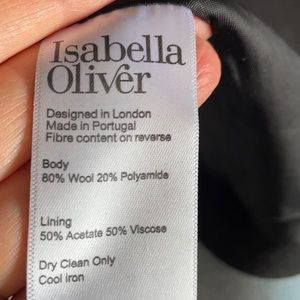 Isabella
Oliver
Designed in London
Made in Portugal
Fibre content on reverse
Body
80% Wool 20% Polyamide
Lining
50% Acetate 50% Viscose
Dry Clean Only
Cool iron